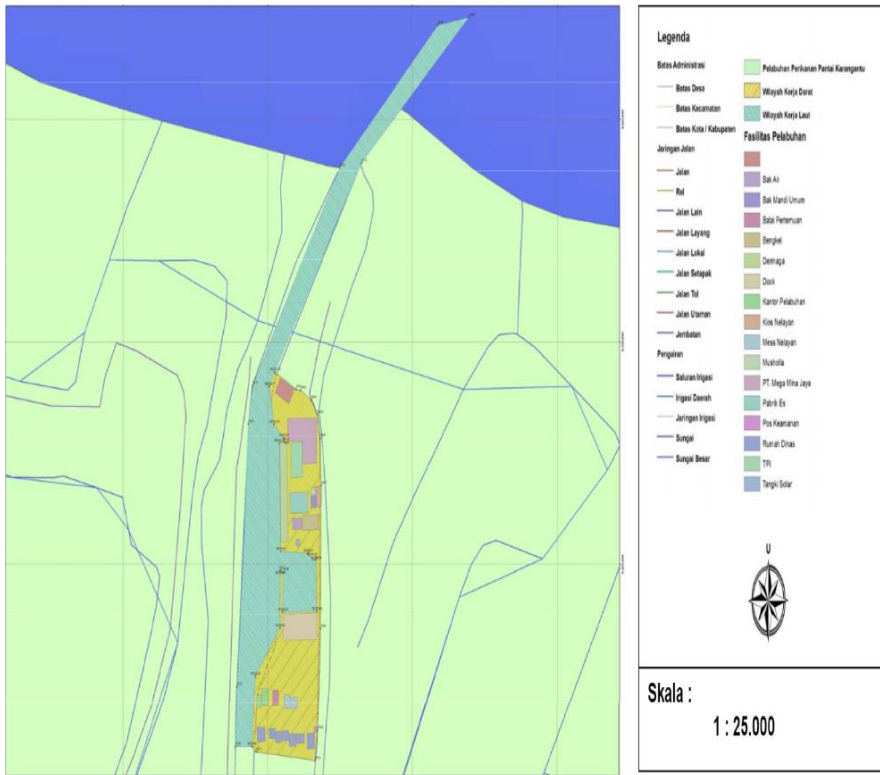 Legenda
Batas Administrasi
Batas Desa
Batas Kecamatan
Batas Kota / Kabupaten
Jaringan Jalan
Jalan
Rel
Jalan Lain
Jalan Layang
Jalan Lokal
Jalan Setapak
Jalan Tol
Jalan Utaman
Jembatan
Pengairan
Saluran Irigasi
Irigasi Daerah
Jaringan Irigasi
Sungai
Sungai Besar
Pelabuhan Perikanan Pantai Karangantu
Wilayah Kerja Darat
Wilayah Kerja Laut
Fasilitas Pelabuhan
Bak Air
Bak Mandi Umum
Balai Pertemuan
Bengkel
Dermaga
Dock
Kantor Pelabuhan
Kios Nelayan
Mess Nelayan
Musholla
PT. Mega Mina Jaya
Pabrik Es
Pos Keamanan
Rumah Dinas
TPI
Tangki Solar
U
Skala :
1 : 25.000